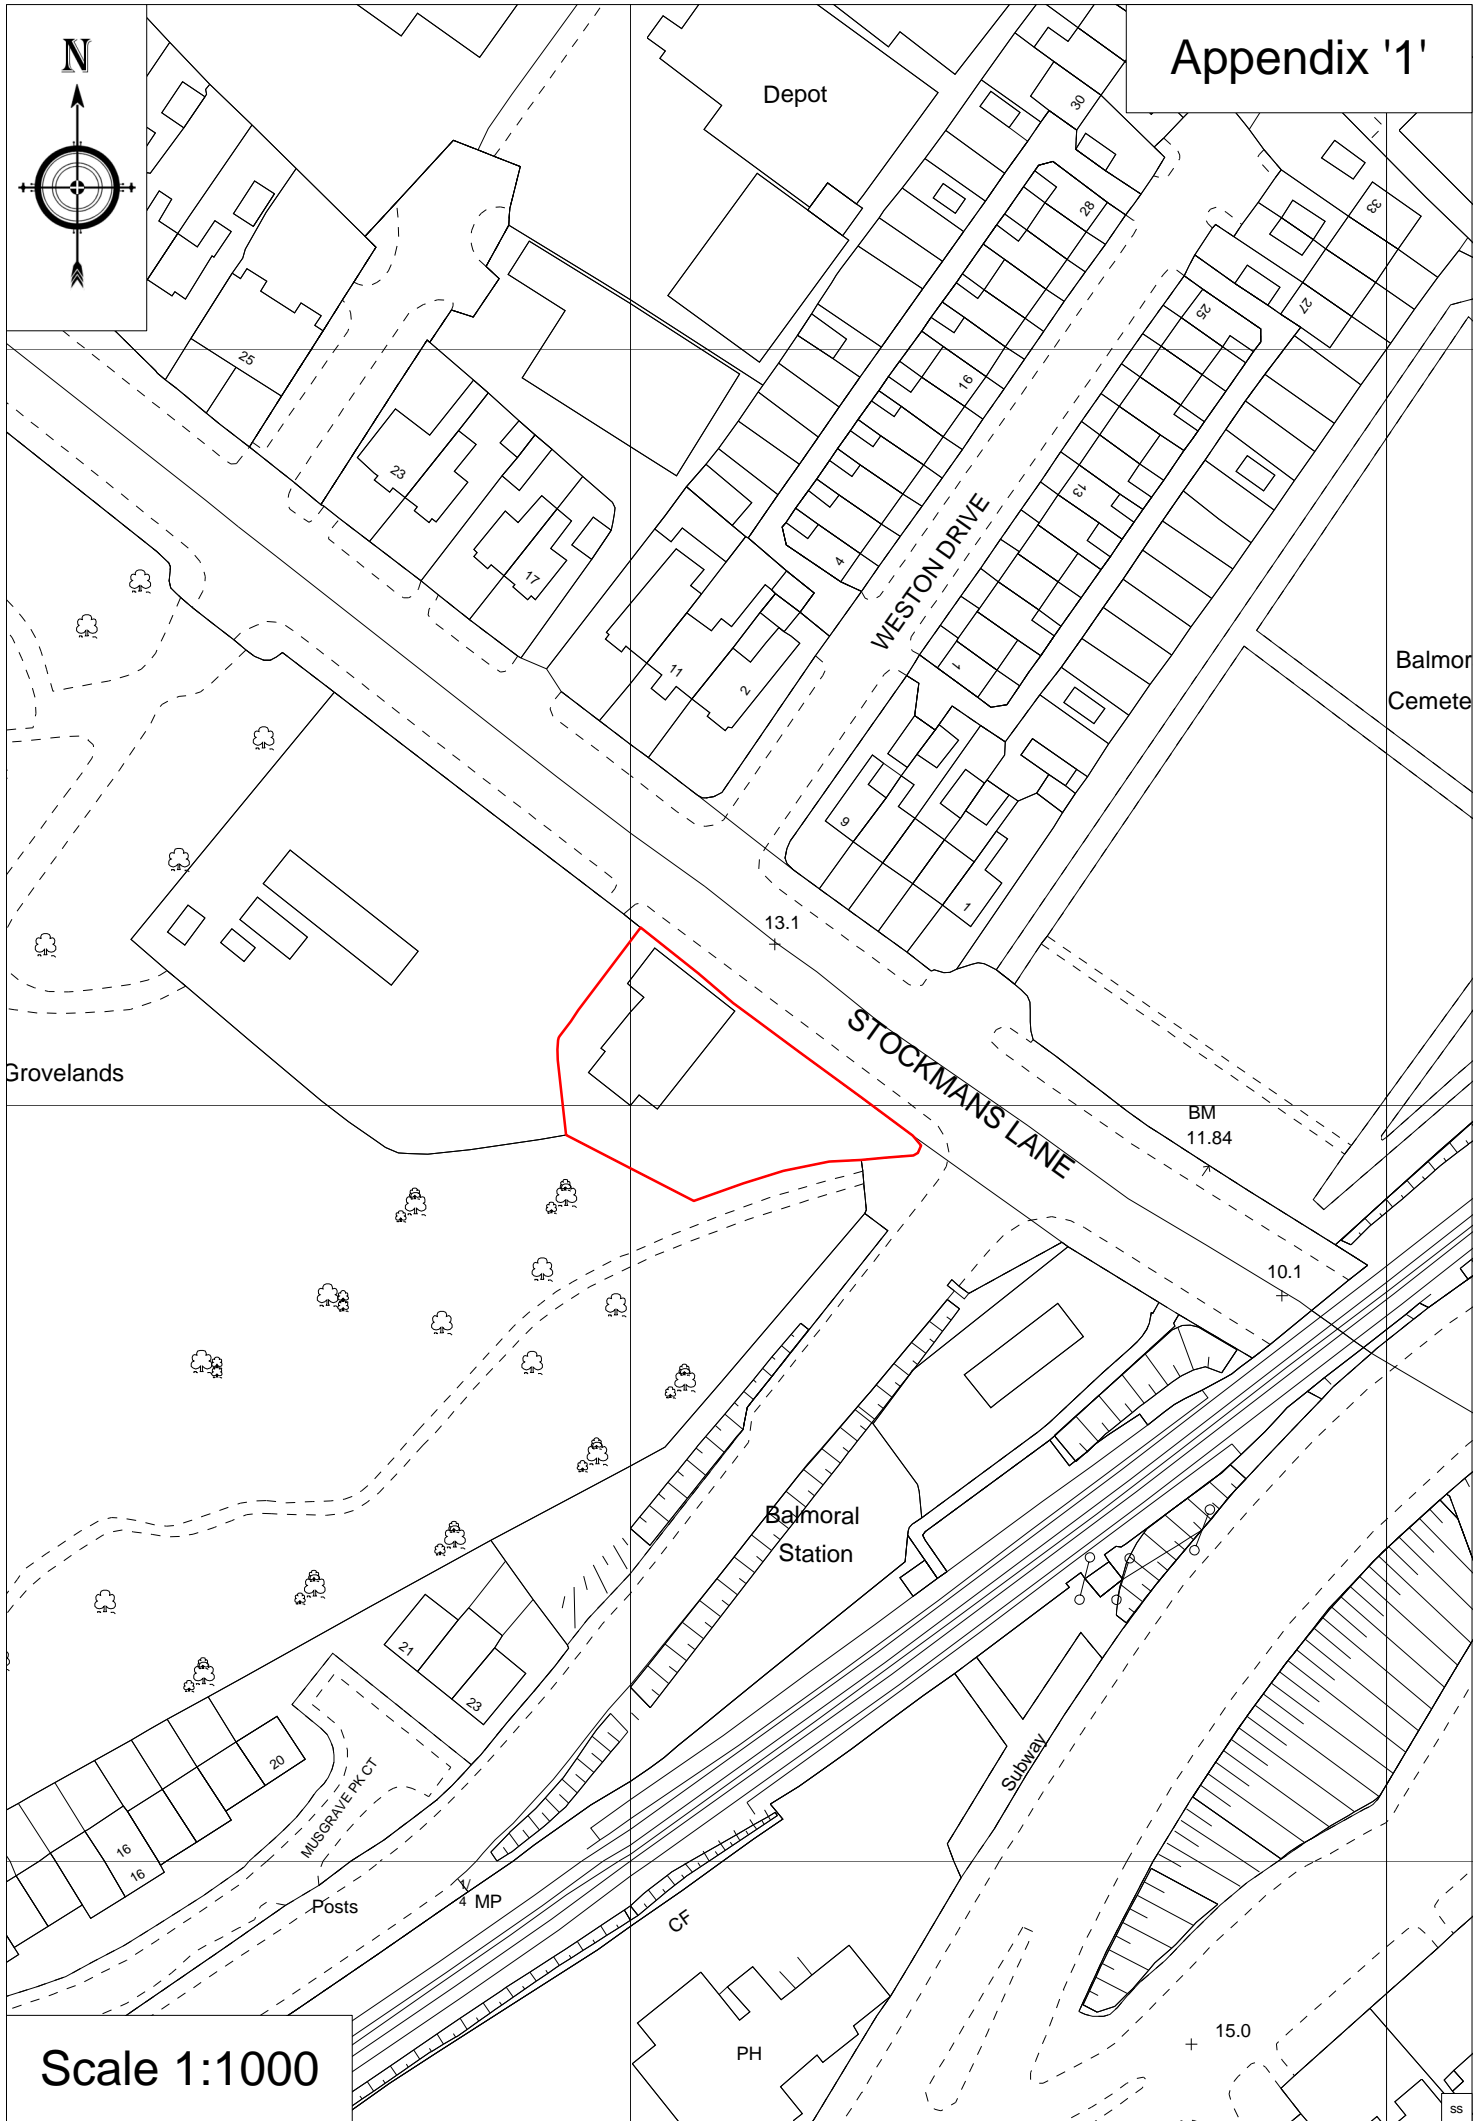 N
Appendix '1'
Depot
30
28
33
25
27
25
16
23
13
17
4
WESTON DRIVE
1
11
2
Balmor
Cemete
9
1
13.1
STOCKMANS LANE
Grovelands
BM
11.84
10.1
Balmoral
Station
21
23
20
MUSGRAVE PK CT
16
16
Subway
Posts
1/4 MP
CF
PH
15.0
Scale 1:1000
ss